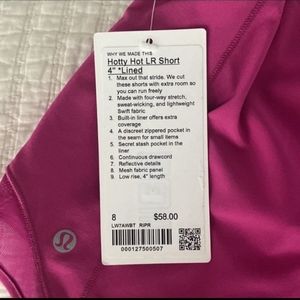 WHY WE MADE THIS
Hotty Hot LR Short
4" *Lined
1. Max out that stride. We cut
these shorts with extra room so
you can run freely
2. Made with four-way stretch,
sweat-wicking, and lightweight
Swift fabric
3. Built-in liner offers extra
coverage
4. A discreet zippered pocket in
the seam for small items
5. Secret stash pocket in the
liner
6. Continuous drawcord
7. Reflective details
8. Mesh fabric panel
9. Low rise, 4" length
8 $58.00
LW7AWBT RIPR
000127500507